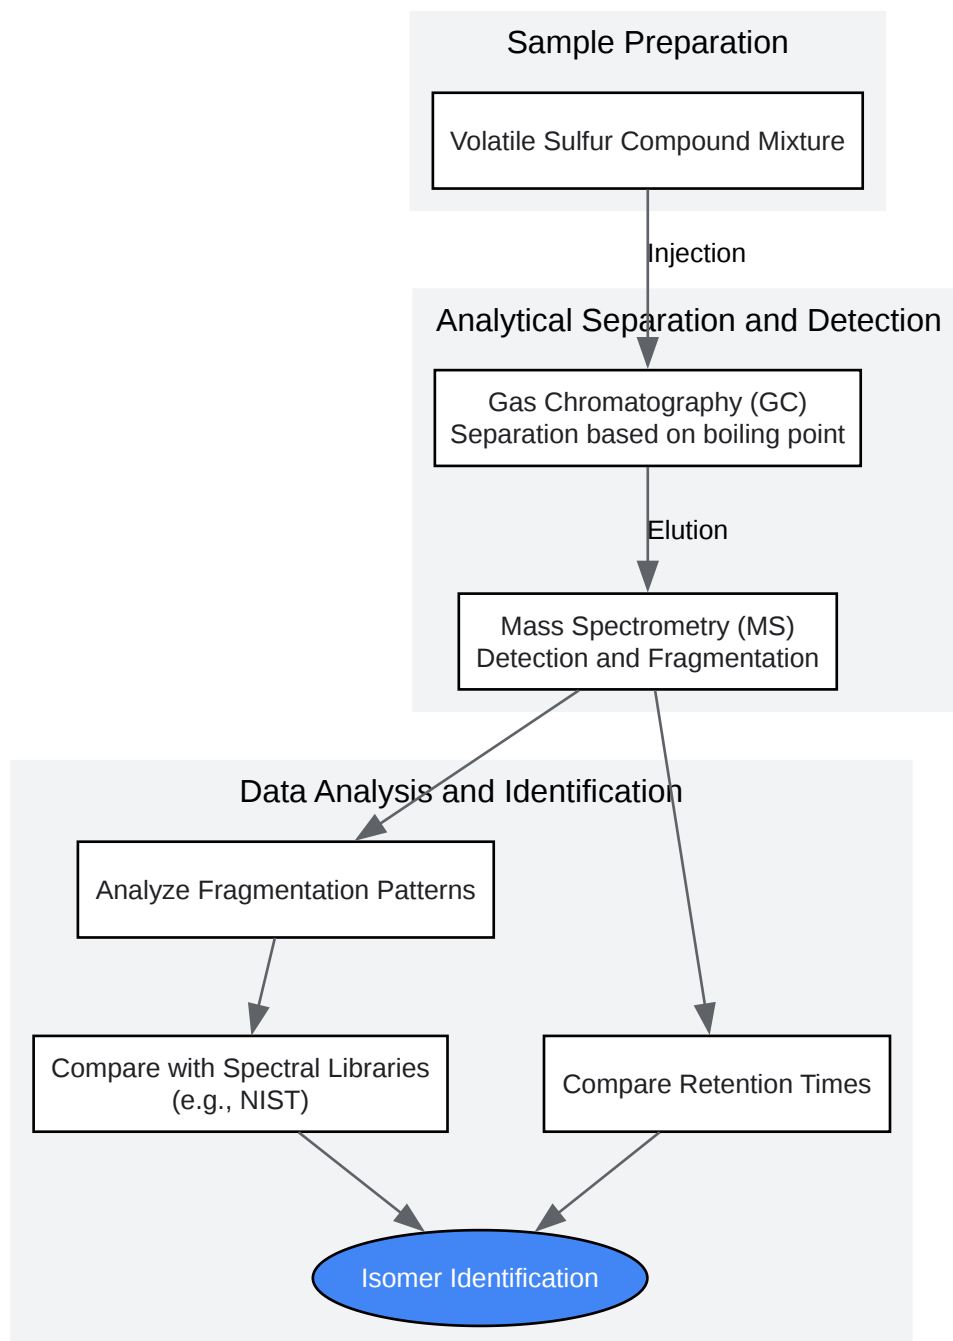 Sample Preparation
Volatile Sulfur Compound Mixture
Injection
Analytical Separation and Detection
Gas Chromatography (GC)
Separation based on boiling point
Elution
Mass Spectrometry (MS)
Detection and Fragmentation
Data Analysis and Identification
Analyze Fragmentation Patterns
Compare with Spectral Libraries
(e.g., NIST)
Compare Retention Times
Isomer Identification